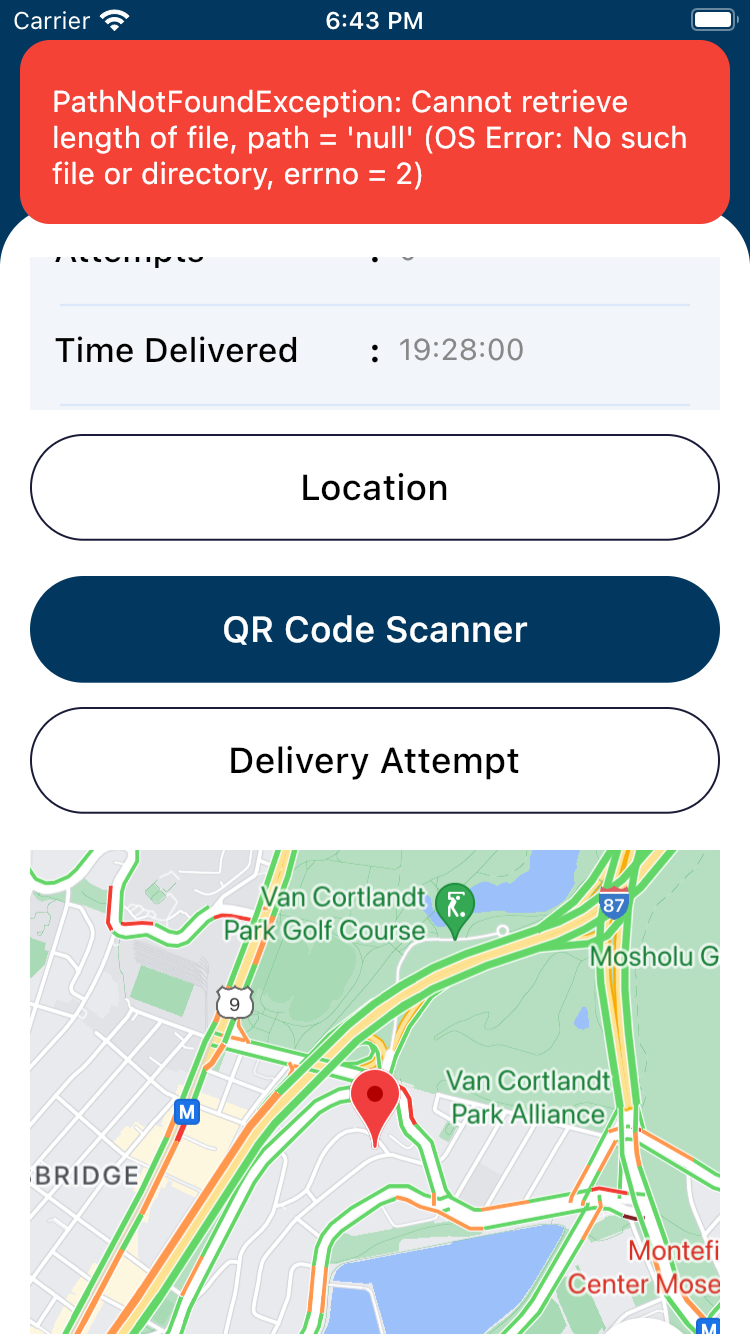 Carrier 6:43 PM
PathNotFoundException: Cannot retrieve
length of file, path = 'null' (OS Error: No such
file or directory, errno = 2)
Attempts :
Time Delivered : 19:28:00
Location
QR Code Scanner
Delivery Attempt
Van Cortlandt
Park Golf Course
87
Mosholu G
9
Van Cortlandt
Park Alliance
M
BRIDGE
Montefi
Center Mose
M